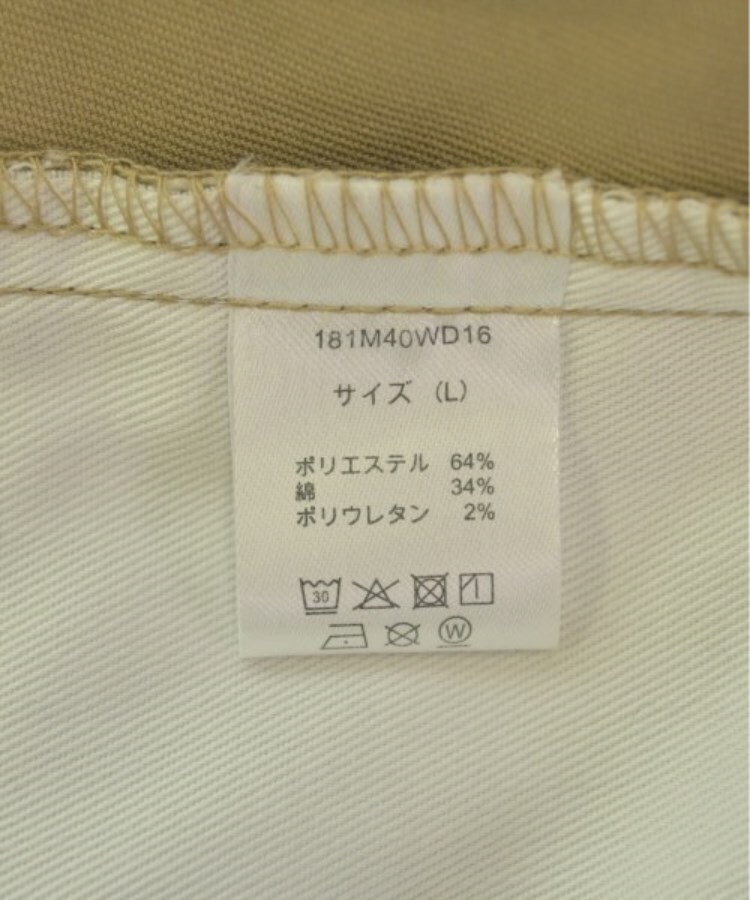 181M40WD16
サイズ (L)
ポリエステル 64%
綿 34%
ポリウレタン 2%
30
W